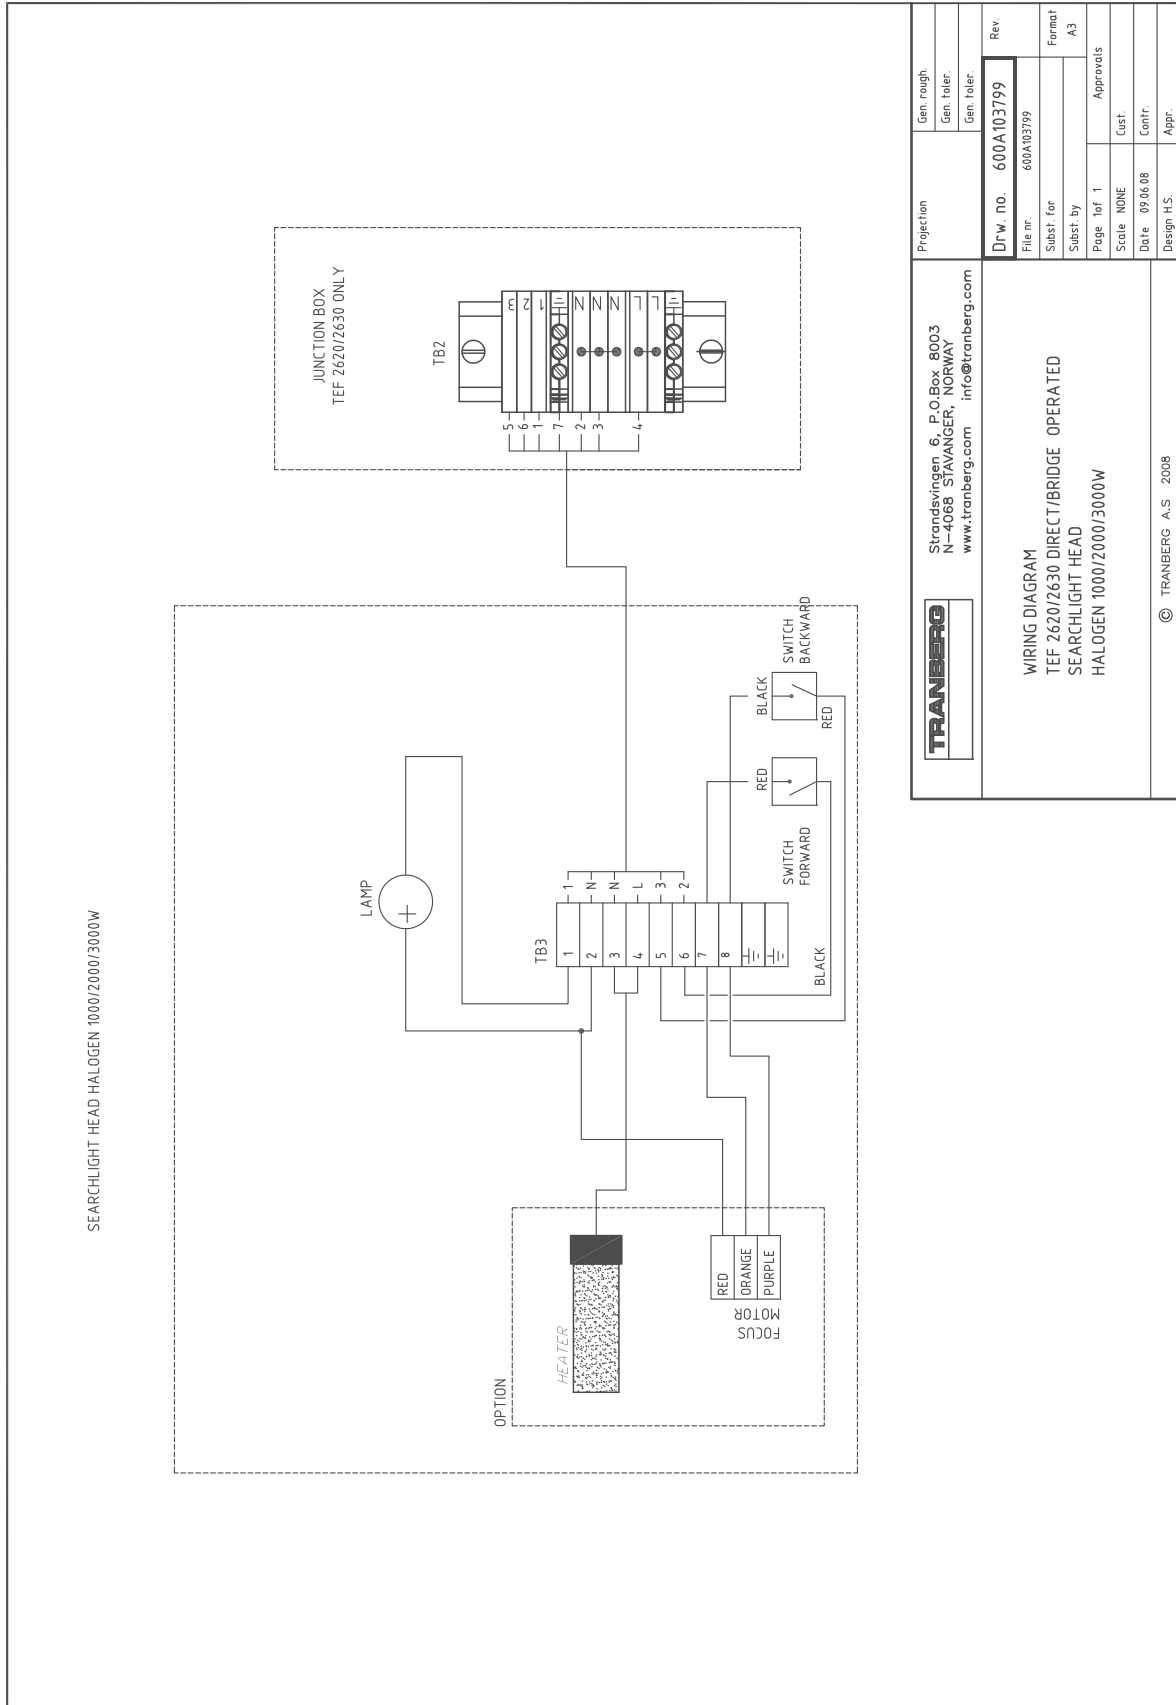 SEARCHLIGHT HEAD HALOGEN 1000/2000/3000W
JUNCTION BOX
TEF 2620/2630 ONLY
TB2
3
2
1
N
N
N
L
L
5
6
1
7
2
3
4
LAMP
TB3
1
2
3
4
5
6
7
8
1
N
N
L
3
2
SWITCH
FORWARD
RED
BLACK
SWITCH
BACKWARD
BLACK
RED
OPTION
HEATER
FOCUS
MOTOR
RED
ORANGE
PURPLE
TRANBERG
Strandsvingen 6, P.O.Box 8003
N-4068 STAVANGER, NORWAY
www.tranberg.com info@tranberg.com
WIRING DIAGRAM
TEF 2620/2630 DIRECT/BRIDGE OPERATED
SEARCHLIGHT HEAD
HALOGEN 1000/2000/3000W
© TRANBERG A.S 2008
Projection
Gen. rough.
Gen. toler.
Gen. toler.
Drw. no. 600A103799
Rev.
File nr. 600A103799
Subst. for
Format
Subst. by
A3
Page 1of 1
Approvals
Scale NONE
Cust.
Date 09.06.08
Contr.
Design H.S.
Appr.